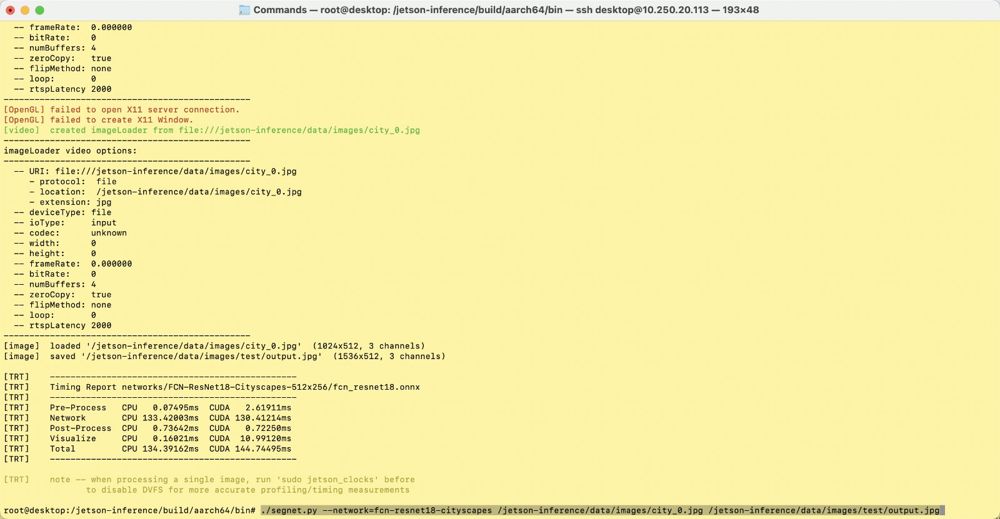 Commands — root@desktop: /jetson-inference/build/aarch64/bin — ssh desktop@10.250.20.113 — 193×48
-- frameRate:  0.000000
-- bitRate:    0
-- numBuffers: 4
-- zeroCopy:   true
-- flipMethod: none
-- loop:       0
-- rtspLatency 2000
------------------------------------------------
[OpenGL] failed to open X11 server connection.
[OpenGL] failed to create X11 Window.
[video]  created imageLoader from file:///jetson-inference/data/images/city_0.jpg
------------------------------------------------
imageLoader video options:
------------------------------------------------
  -- URI: file:///jetson-inference/data/images/city_0.jpg
     - protocol:  file
     - location:  /jetson-inference/data/images/city_0.jpg
     - extension: jpg
  -- deviceType: file
  -- ioType:     input
  -- codec:      unknown
  -- width:      0
  -- height:     0
  -- frameRate:  0.000000
  -- bitRate:    0
  -- numBuffers: 4
  -- zeroCopy:   true
  -- flipMethod: none
  -- loop:       0
  -- rtspLatency 2000
------------------------------------------------
[image]  loaded '/jetson-inference/data/images/city_0.jpg'  (1024x512, 3 channels)
[image]  saved '/jetson-inference/data/images/test/output.jpg'  (1536x512, 3 channels)
[TRT]    ------------------------------------------------
[TRT]    Timing Report networks/FCN-ResNet18-Cityscapes-512x256/fcn_resnet18.onnx
[TRT]    ------------------------------------------------
[TRT]    Pre-Process   CPU   0.07495ms  CUDA   2.61911ms
[TRT]    Network       CPU 133.42003ms  CUDA 130.41214ms
[TRT]    Post-Process  CPU   0.73642ms  CUDA   0.72250ms
[TRT]    Visualize     CPU   0.16021ms  CUDA  10.99120ms
[TRT]    Total         CPU 134.39162ms  CUDA 144.74495ms
[TRT]    ------------------------------------------------
[TRT]    note -- when processing a single image, run 'sudo jetson_clocks' before
                to disable DVFS for more accurate profiling/timing measurements
root@desktop:/jetson-inference/build/aarch64/bin# ./segnet.py --network=fcn-resnet18-cityscapes /jetson-inference/data/images/city_0.jpg /jetson-inference/data/images/test/output.jpg